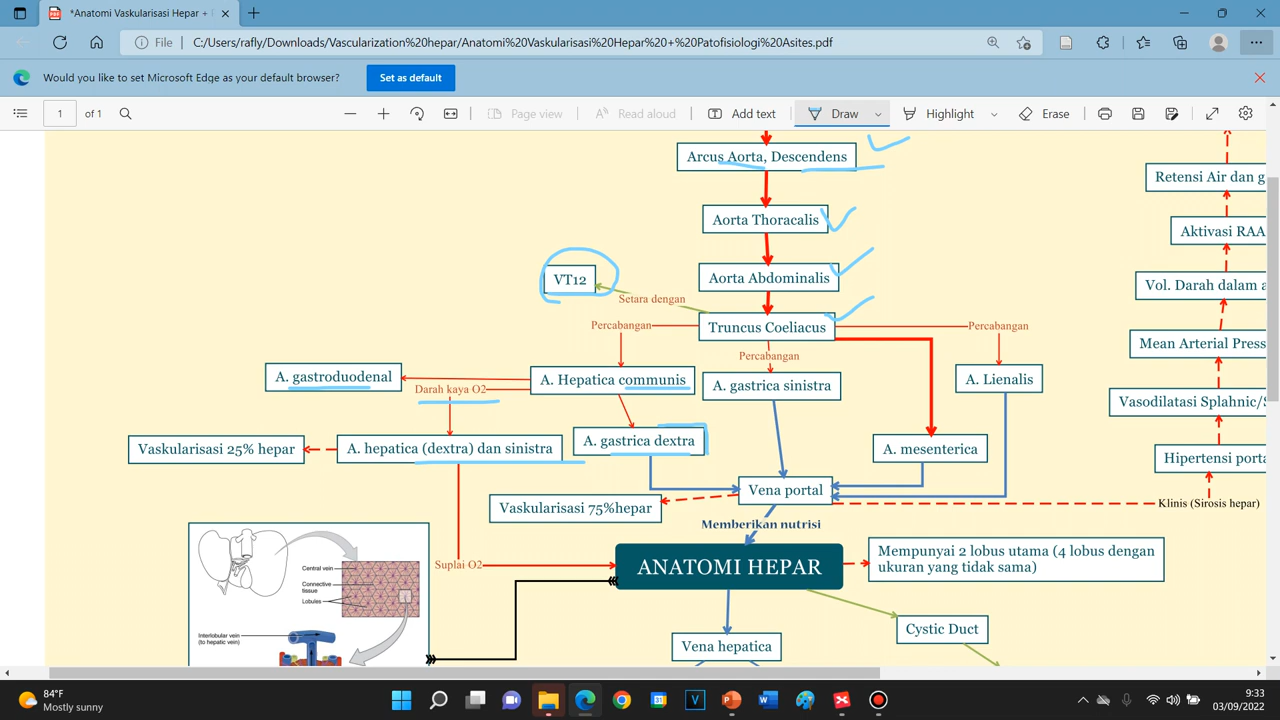 *Anatomi Vaskularisasi Hepar +
File
C:/Users/rafly/Downloads/Vascularization%20hepar/Anatomi%20Vaskularisasi%20Hepar%20+%20Patofisiologi%20Asites.pdf
Would you like to set Microsoft Edge as your default browser?
Set as default
1
of 1
Page view
Read aloud
Add text
Draw
Highlight
Erase
Arcus Aorta, Descendens
Retensi Air dan g
Aorta Thoracalis
Aktivasi RAA
VT12
Aorta Abdominalis
Vol. Darah dalam a
Setara dengan
Percabangan
Truncus Coeliacus
Percabangan
Mean Arterial Press
Percabangan
A. gastroduodenal
Darah kaya O2
A. Hepatica communis
A. gastrica sinistra
A. Lienalis
Vasodilatasi Splahnic/S
Vaskularisasi 25% hepar
A. hepatica (dextra) dan sinistra
A. gastrica dextra
A. mesenterica
Hipertensi porta
Vena portal
Vaskularisasi 75%hepar
Klinis (Sirosis hepar)
Memberikan nutrisi
Suplai O2
ANATOMI HEPAR
Mempunyai 2 lobus utama (4 lobus dengan
ukuran yang tidak sama)
Central vein
Connective
tissue
Lobules
Interlobular vein
(to hepatic vein)
Cystic Duct
Vena hepatica
84°F
Mostly sunny
9:33
03/09/2022